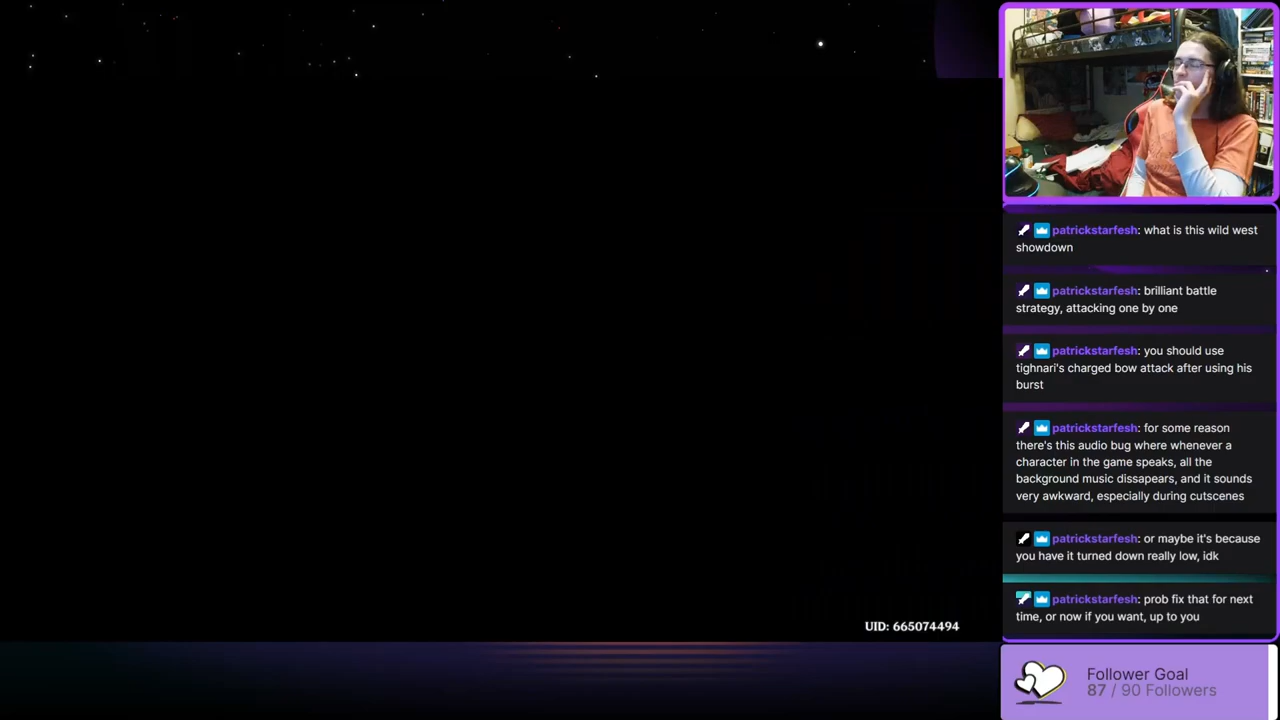 patrickstarfesh: what is this wild west
showdown
patrickstarfesh: brilliant battle
strategy, attacking one by one
patrickstarfesh: you should use
tighnari's charged bow attack after using his
burst
patrickstarfesh: for some reason
there's this audio bug where whenever a
character in the game speaks, all the
background music dissapears, and it sounds
very awkward, especially during cutscenes
patrickstarfesh: or maybe it's because
you have it turned down really low, idk
patrickstarfesh: prob fix that for next
time, or now if you want, up to you
UID: 665074494
Follower Goal
87 / 90 Followers